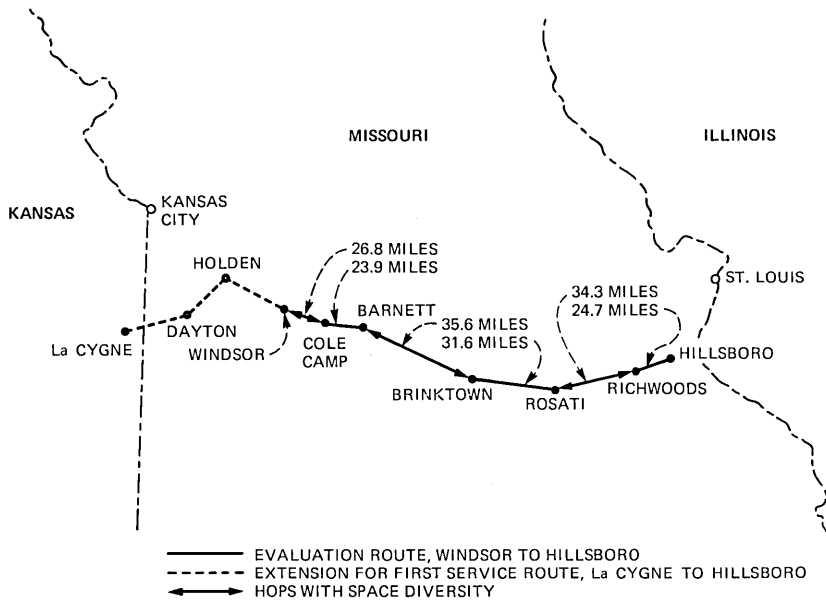 MISSOURI
ILLINOIS
KANSAS
KANSAS
CITY
HOLDEN
26.8 MILES
23.9 MILES
ST. LOUIS
BARNETT
34.3 MILES
24.7 MILES
35.6 MILES
31.6 MILES
La CYGNE
DAYTON
WINDSOR
COLE
CAMP
HILLSBORO
BRINKTOWN
ROSATI
RICHWOODS
EVALUATION ROUTE, WINDSOR TO HILLSBORO
EXTENSION FOR FIRST SERVICE ROUTE, La CYGNE TO HILLSBORO
HOPS WITH SPACE DIVERSITY